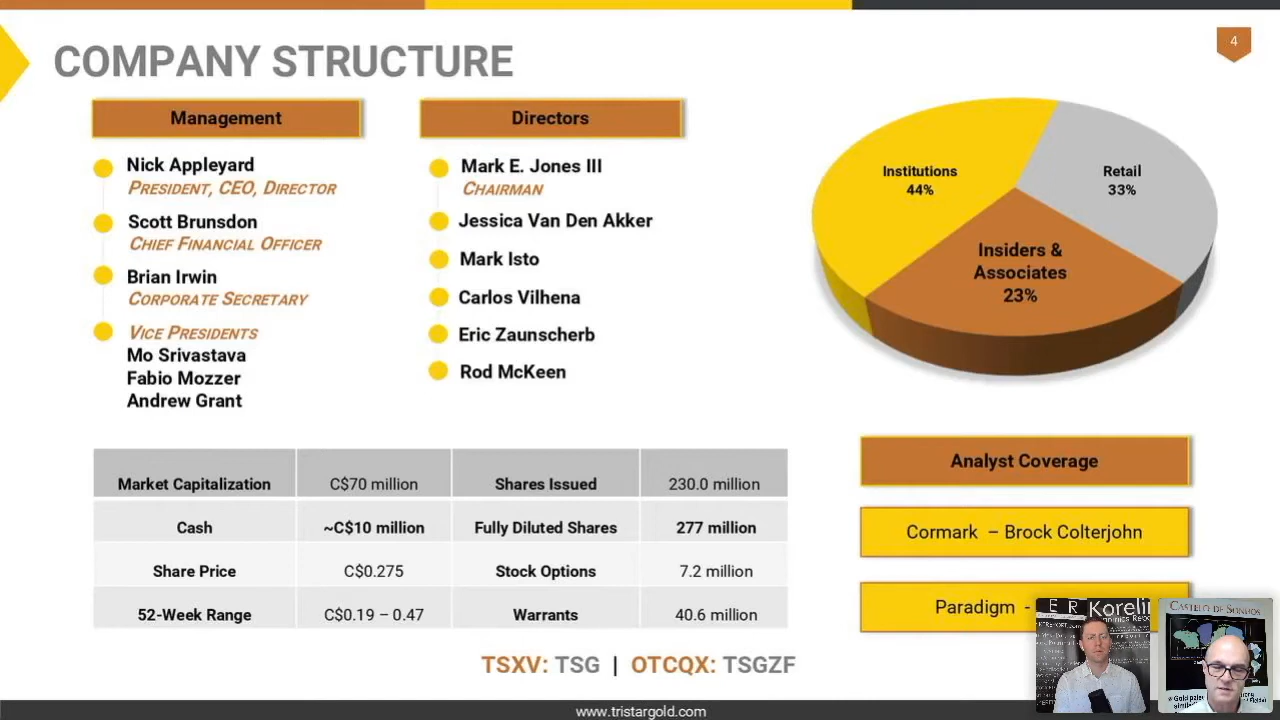 4
COMPANY STRUCTURE
Management
Nick Appleyard
PRESIDENT, CEO, DIRECTOR
Scott Brunsdon
CHIEF FINANCIAL OFFICER
Brian Irwin
CORPORATE SECRETARY
VICE PRESIDENTS
Mo Srivastava
Fabio Mozzer
Andrew Grant
Directors
Mark E. Jones III
CHAIRMAN
Jessica Van Den Akker
Mark Isto
Carlos Vilhena
Eric Zaunscherb
Rod McKeen
Institutions
44%
Retail
33%
Insiders &
Associates
23%
Market Capitalization C$70 million Shares Issued 230.0 million
Cash ~C$10 million Fully Diluted Shares 277 million
Share Price C$0.275 Stock Options 7.2 million
52-Week Range C$0.19 – 0.47 Warrants 40.6 million
TSXV: TSG | OTCQX: TSGZF
Analyst Coverage
Cormark – Brock Colterjohn
Paradigm -
E R Korelin
CASTELO DE SONHOS
www.tristargold.com